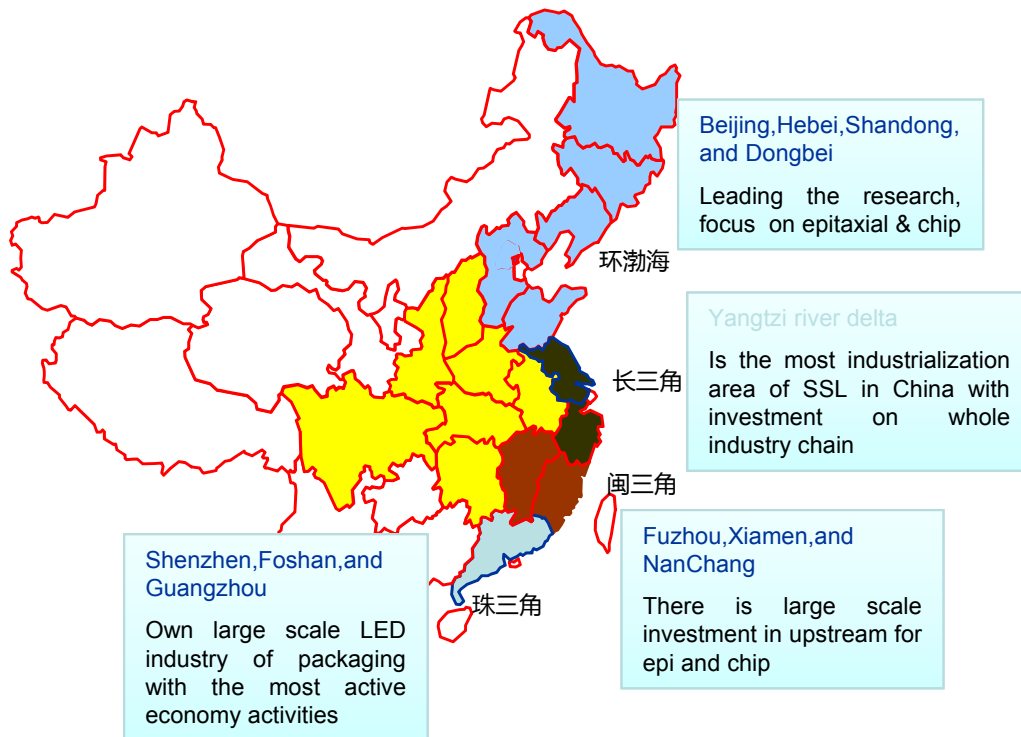 Beijing,Hebei,Shandong,
and Dongbei
Leading the research,
focus on epitaxial & chip
环渤海
Yangtzi river delta
Is the most industrialization
area of SSL in China with
investment on whole
industry chain
长三角
闽三角
Fuzhou,Xiamen,and
NanChang
There is large scale
investment in upstream for
epi and chip
Shenzhen,Foshan,and
Guangzhou
Own large scale LED
industry of packaging
with the most active
economy activities
珠三角